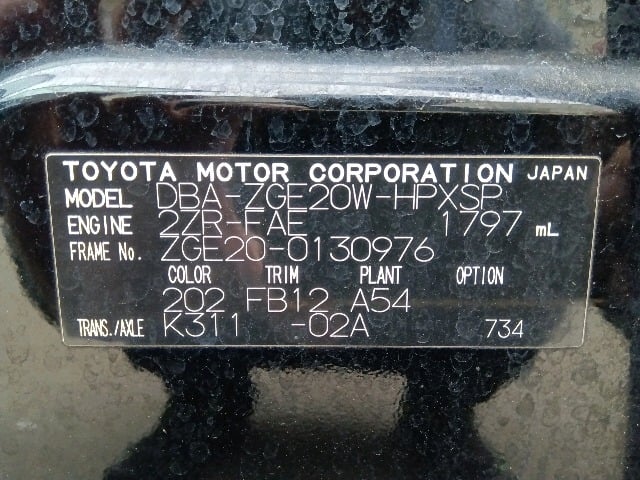 TOYOTA MOTOR CORPORATION JAPAN
MODEL DBA-ZGE20W-HPXSP
ENGINE 2ZR-FAE 1797 mL
FRAME No. ZGE20-0130976
COLOR TRIM PLANT OPTION
202 FB12 A54
TRANS./AXLE K311 -02A 734